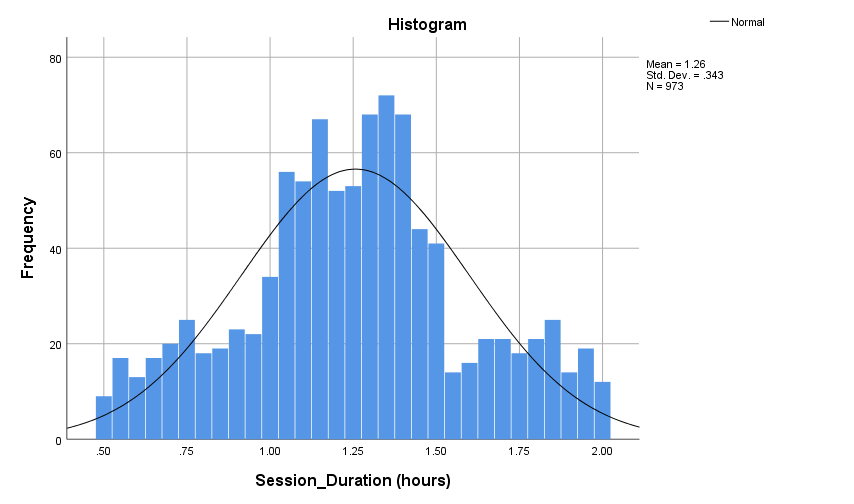 Histogram
Normal
Mean = 1.26
Std. Dev. = .343
N = 973
Frequency
80
60
40
20
0
.50 .75 1.00 1.25 1.50 1.75 2.00
Session_Duration (hours)